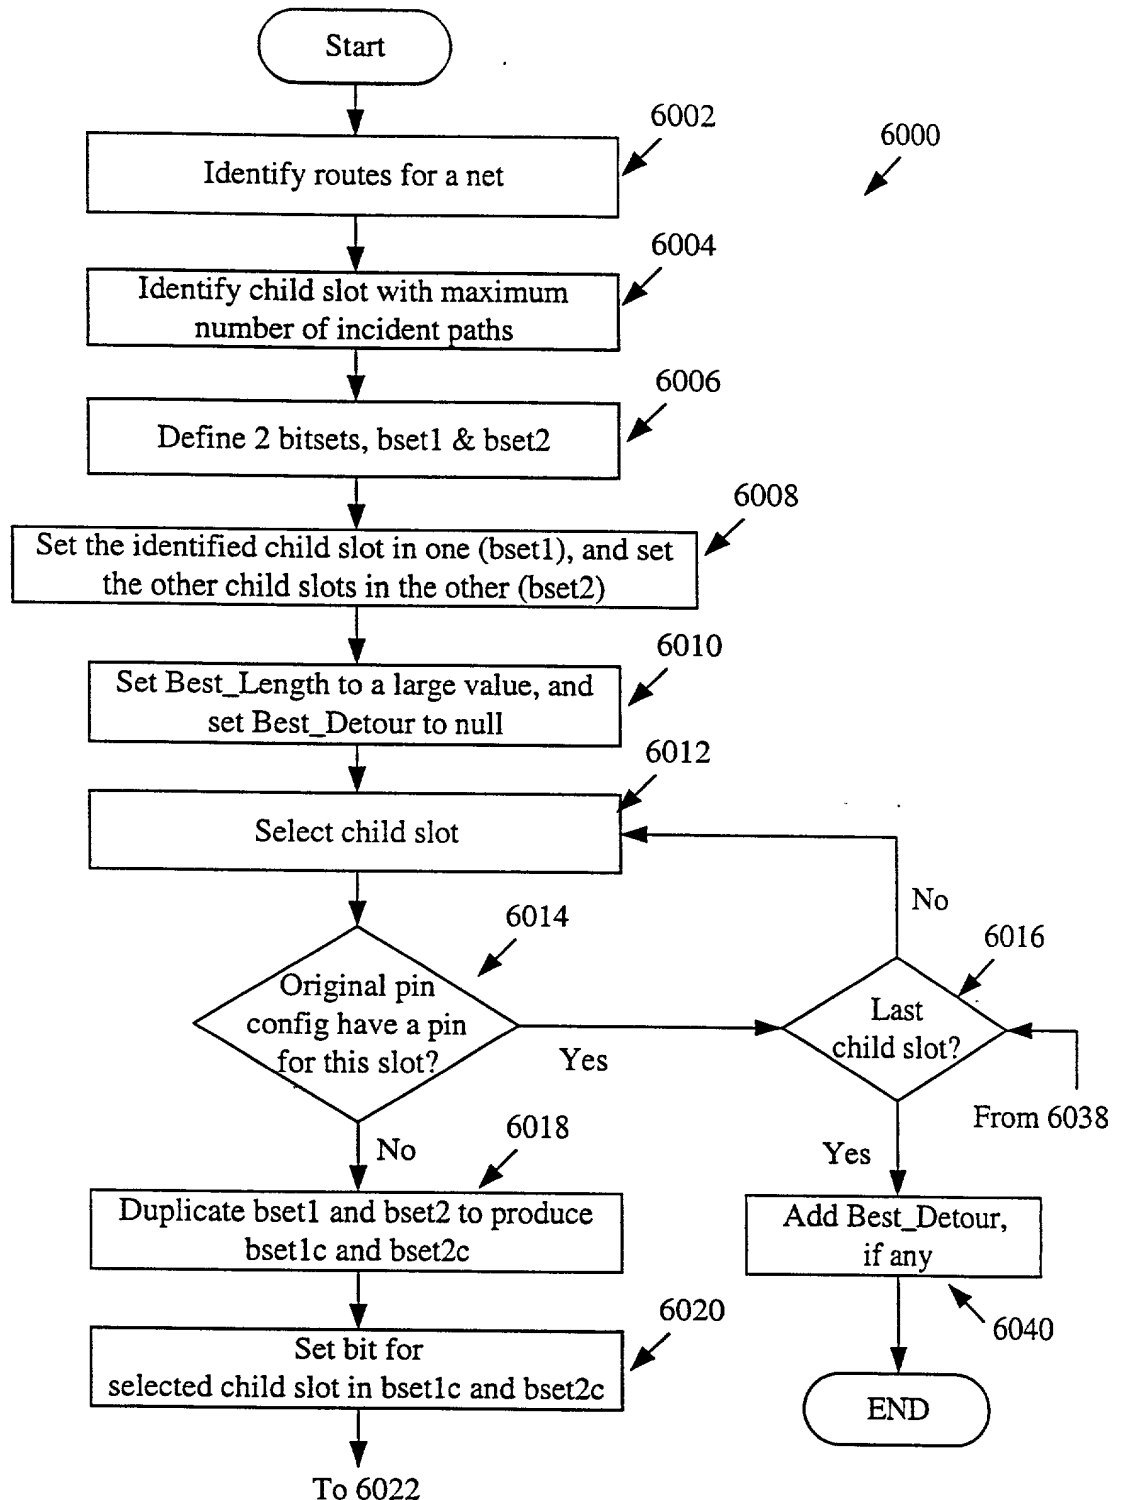 Start
6002
6000
Identify routes for a net
6004
Identify child slot with maximum
number of incident paths
6006
Define 2 bitsets, bset1 & bset2
6008
Set the identified child slot in one (bset1), and set
the other child slots in the other (bset2)
6010
Set Best_Length to a large value, and
set Best_Detour to null
6012
Select child slot
No
6014
6016
Original pin
config have a pin
for this slot?
Yes
Last
child slot?
From 6038
No
6018
Yes
Duplicate bset1 and bset2 to produce
bset1c and bset2c
Add Best_Detour,
if any
6020
6040
Set bit for
selected child slot in bset1c and bset2c
END
To 6022